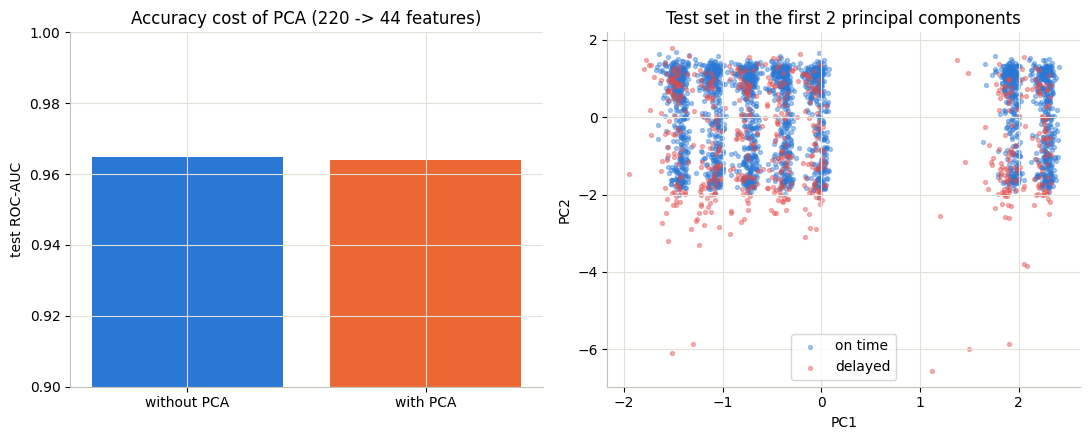 Accuracy cost of PCA (220 -> 44 features)
test ROC-AUC
1.00
0.98
0.96
0.94
0.92
0.90
without PCA
with PCA
Test set in the first 2 principal components
PC2
2
0
−2
−4
−6
on time
delayed
−2
−1
0
1
2
PC1